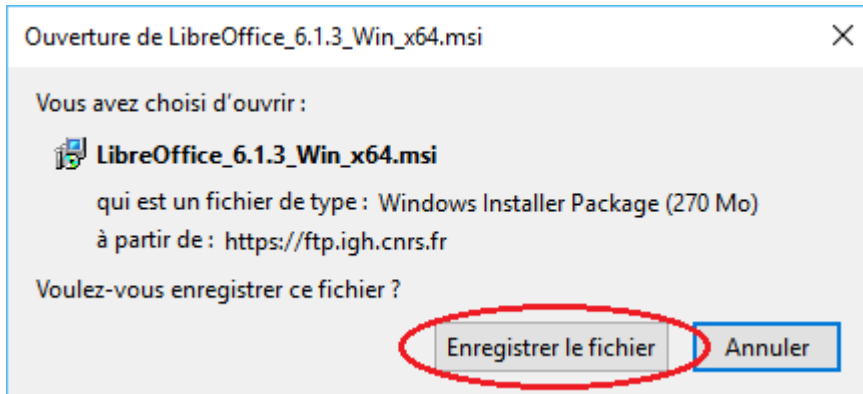 Ouverture de LibreOffice_6.1.3_Win_x64.msi
Vous avez choisi d'ouvrir :
LibreOffice_6.1.3_Win_x64.msi
qui est un fichier de type : Windows Installer Package (270 Mo)
à partir de : https://ftp.igh.cnrs.fr
Voulez-vous enregistrer ce fichier ?
Enregistrer le fichier Annuler